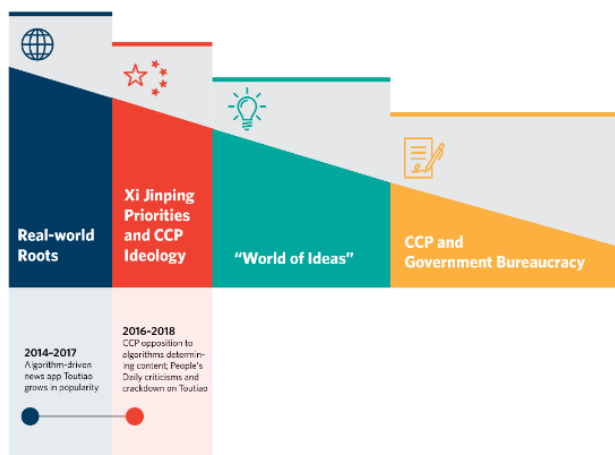 Real-world
Roots
Xi Jinping
Priorities
and CCP
Ideology
“World of Ideas”
CCP and
Government Bureaucracy
2014–2017
Algorithm-driven
news app Toutiao
grows in popularity
2016–2018
CCP opposition to
algorithms determin-
ing content; People’s
Daily criticisms and
crackdown on Toutiao